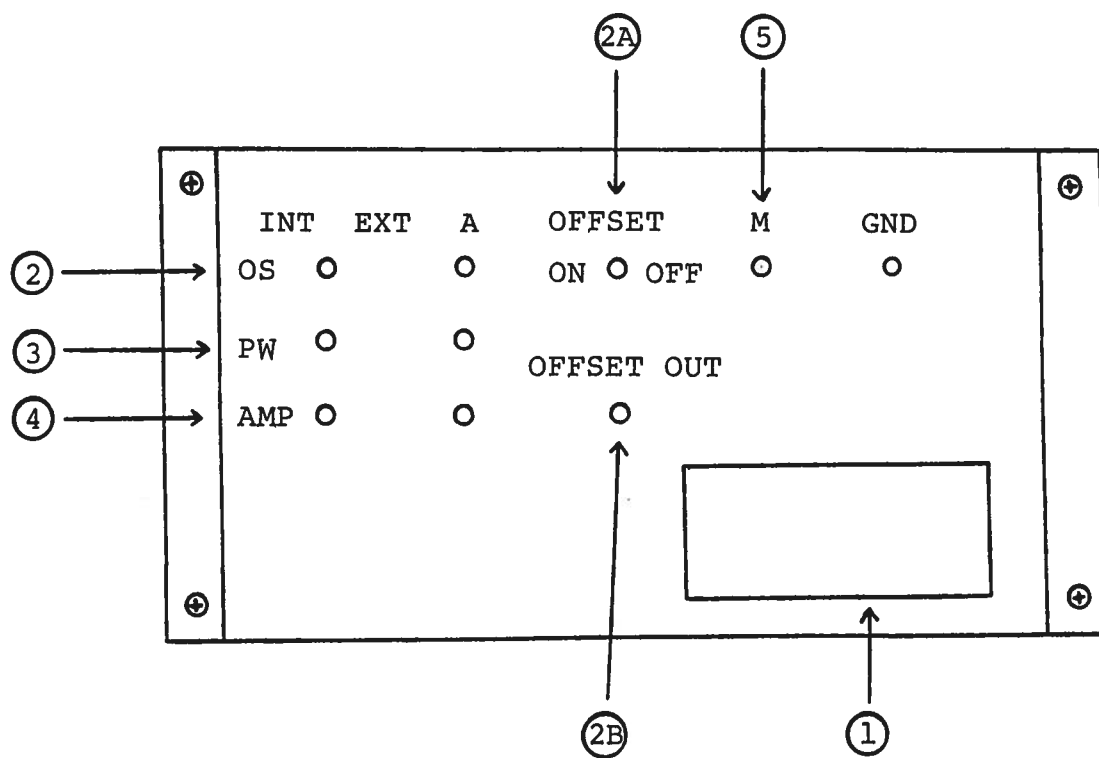 2A 5
INT EXT A OFFSET M GND
2 OS ON OFF
3 PW
OFFSET OUT
4 AMP
2B 1